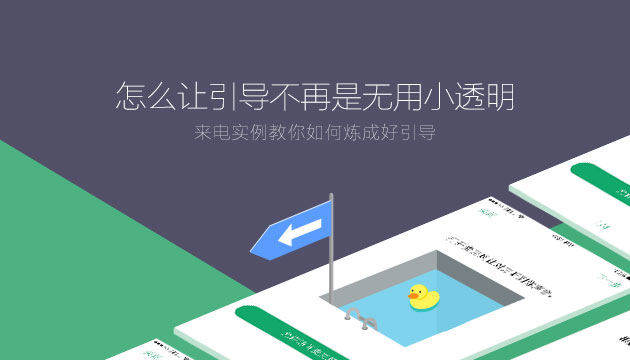 怎么让引导不再是无用小透明
来电实例教你如何炼成好引导